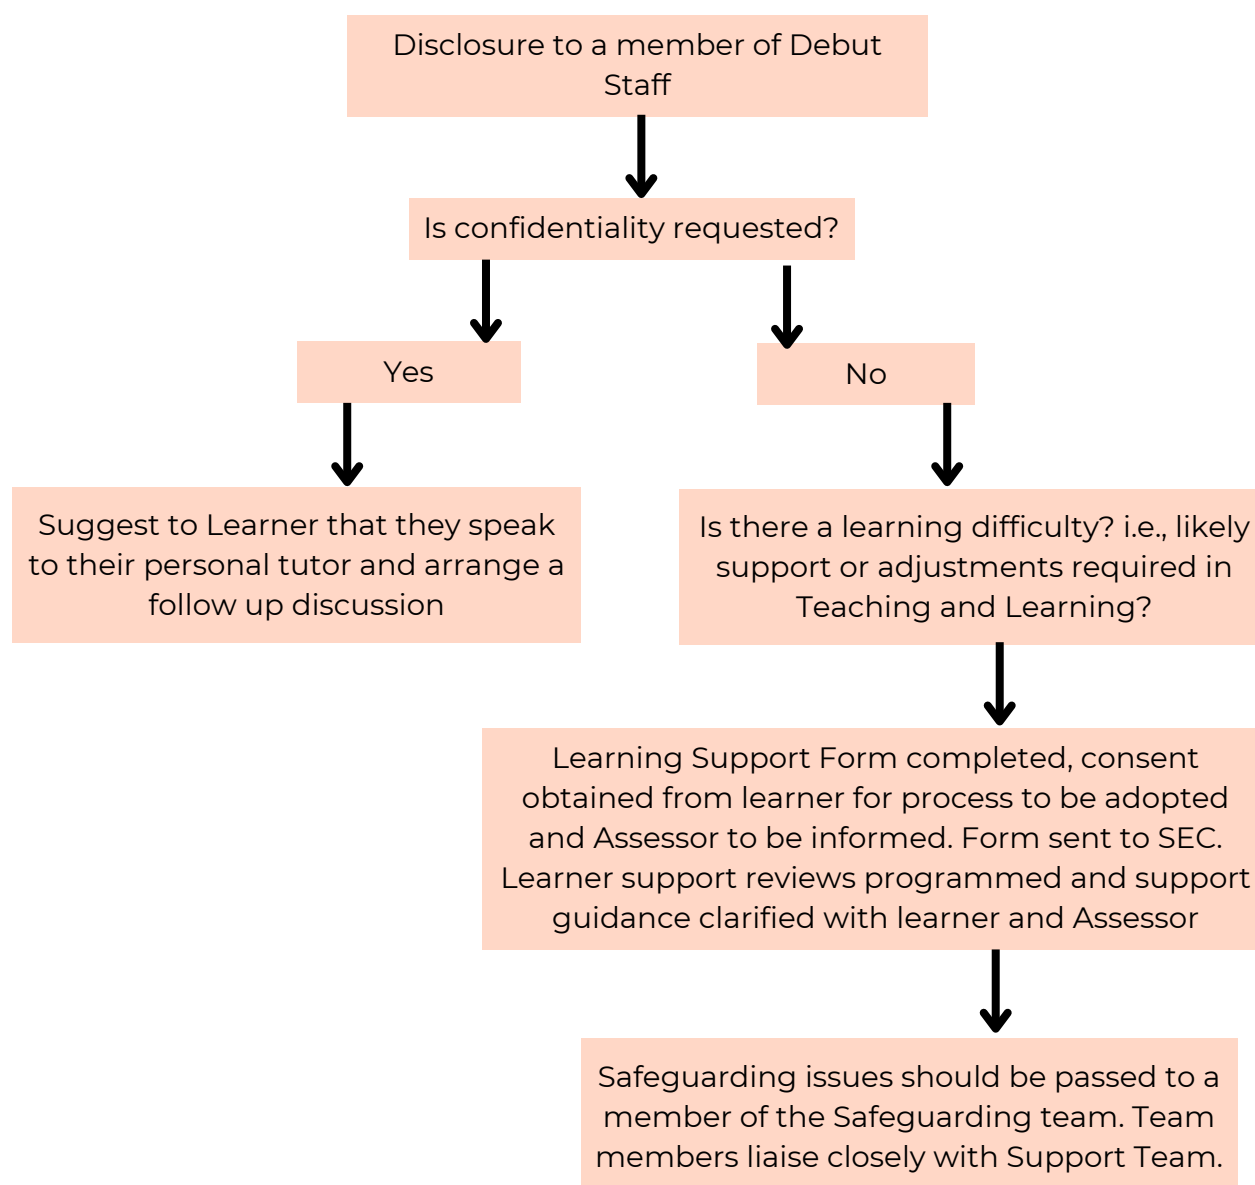 Disclosure to a member of Debut
Staff
Is confidentiality requested?
Yes
No
Suggest to Learner that they speak
to their personal tutor and arrange a
follow up discussion
Is there a learning difficulty? i.e., likely
support or adjustments required in
Teaching and Learning?
Learning Support Form completed, consent
obtained from learner for process to be adopted
and Assessor to be informed. Form sent to SEC.
Learner support reviews programmed and support
guidance clarified with learner and Assessor
Safeguarding issues should be passed to a
member of the Safeguarding team. Team
members liaise closely with Support Team.